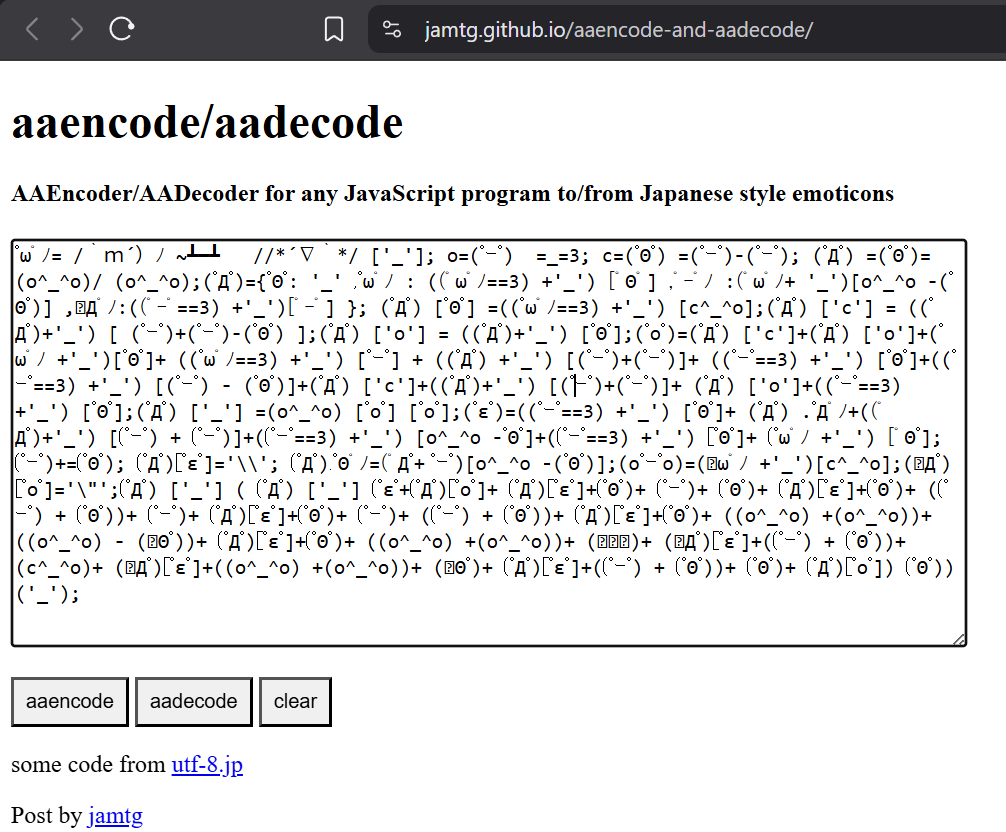 jamtg.github.io/aaencode-and-aadecode/
aaencode/aadecode
AAEncoder/AADecoder for any JavaScript program to/from Japanese style emoticons
゚ωﾟﾉ= /｀ｍ´）ﾉ ~┻━┻   //*´∇｀*/ ['_']; o=(゚ｰ゚)  =_=3; c=(゚Θ゚) =(゚ｰ゚)-(゚ｰ゚); (゚Д゚) =(゚Θ゚)=
(o^_^o)/ (o^_^o);(゚Д゚)={゚Θ゚: '_' ,゚ωﾟﾉ : ((゚ωﾟﾉ==3) +'_') [゚Θ゚] ,゚ｰﾟﾉ :(゚ωﾟﾉ+ '_')[o^_^o -(゚
Θ゚)] ,゚Дﾟﾉ:((゚ｰ゚==3) +'_')[゚ｰ゚] }; (゚Д゚) [゚Θ゚] =((゚ωﾟﾉ==3) +'_') [c^_^o];(゚Д゚) ['c'] = ((゚
Д゚)+'_') [ (゚ｰ゚)+(゚ｰ゚)-(゚Θ゚) ];(゚Д゚) ['o'] = ((゚Д゚)+'_') [゚Θ゚];(゚o゚)=(゚Д゚) ['c']+(゚Д゚) ['o']+(゚
ωﾟﾉ +'_')[゚Θ゚]+ ((゚ωﾟﾉ==3) +'_') [゚ｰ゚] + ((゚Д゚) +'_') [(゚ｰ゚)+(゚ｰ゚)]+ ((゚ｰ゚==3) +'_') [゚Θ゚]+((゚
ｰ゚==3) +'_') [(゚ｰ゚) - (゚Θ゚)]+(゚Д゚) ['c']+((゚Д゚)+'_') [(゚ｰ゚)+(゚ｰ゚)]+ (゚Д゚) ['o']+((゚ｰ゚==3)
+'_') [゚Θ゚];(゚Д゚) ['_'] =(o^_^o) [゚o゚] [゚o゚];(゚ε゚)=((゚ｰ゚==3) +'_') [゚Θ゚]+ (゚Д゚) .゚Дﾟﾉ+((゚
Д゚)+'_') [(゚ｰ゚) + (゚ｰ゚)]+((゚ｰ゚==3) +'_') [o^_^o -゚Θ゚]+((゚ｰ゚==3) +'_') [゚Θ゚]+ (゚ωﾟﾉ +'_') [゚Θ゚];
(゚ｰ゚)+=(゚Θ゚); (゚Д゚)[゚ε゚]='\\'; (゚Д゚).゚Θﾟﾉ=(゚Д゚+ ゚ｰ゚)[o^_^o -(゚Θ゚)];(o゚ｰ゚o)=(゚ωﾟﾉ +'_')[c^_^o];(゚Д゚)
[゚o゚]='\"';(゚Д゚) ['_'] ( (゚Д゚) ['_'] (゚ε゚+(゚Д゚)[゚o゚]+ (゚Д゚)[゚ε゚]+(゚Θ゚)+ (゚ｰ゚)+ (゚Θ゚)+ (゚Д゚)[゚ε゚]+(゚Θ゚)+ ((゚
ｰ゚) + (゚Θ゚))+ (゚ｰ゚)+ (゚Д゚)[゚ε゚]+(゚Θ゚)+ (゚ｰ゚)+ ((゚ｰ゚) + (゚Θ゚))+ (゚Д゚)[゚ε゚]+(゚Θ゚)+ ((o^_^o) +(o^_^o))+
((o^_^o) - (゚Θ゚))+ (゚Д゚)[゚ε゚]+(゚Θ゚)+ ((o^_^o) +(o^_^o))+ (゚ｰ゚)+ (゚Д゚)[゚ε゚]+((゚ｰ゚) + (゚Θ゚))+
(c^_^o)+ (゚Д゚)[゚ε゚]+((o^_^o) +(o^_^o))+ (゚Θ゚)+ (゚Д゚)[゚ε゚]+((゚ｰ゚) + (゚Θ゚))+ (゚Θ゚)+ (゚Д゚)[゚o゚]) (゚Θ゚))
('_');
aaencode aadecode clear
some code from utf-8.jp
Post by jamtg